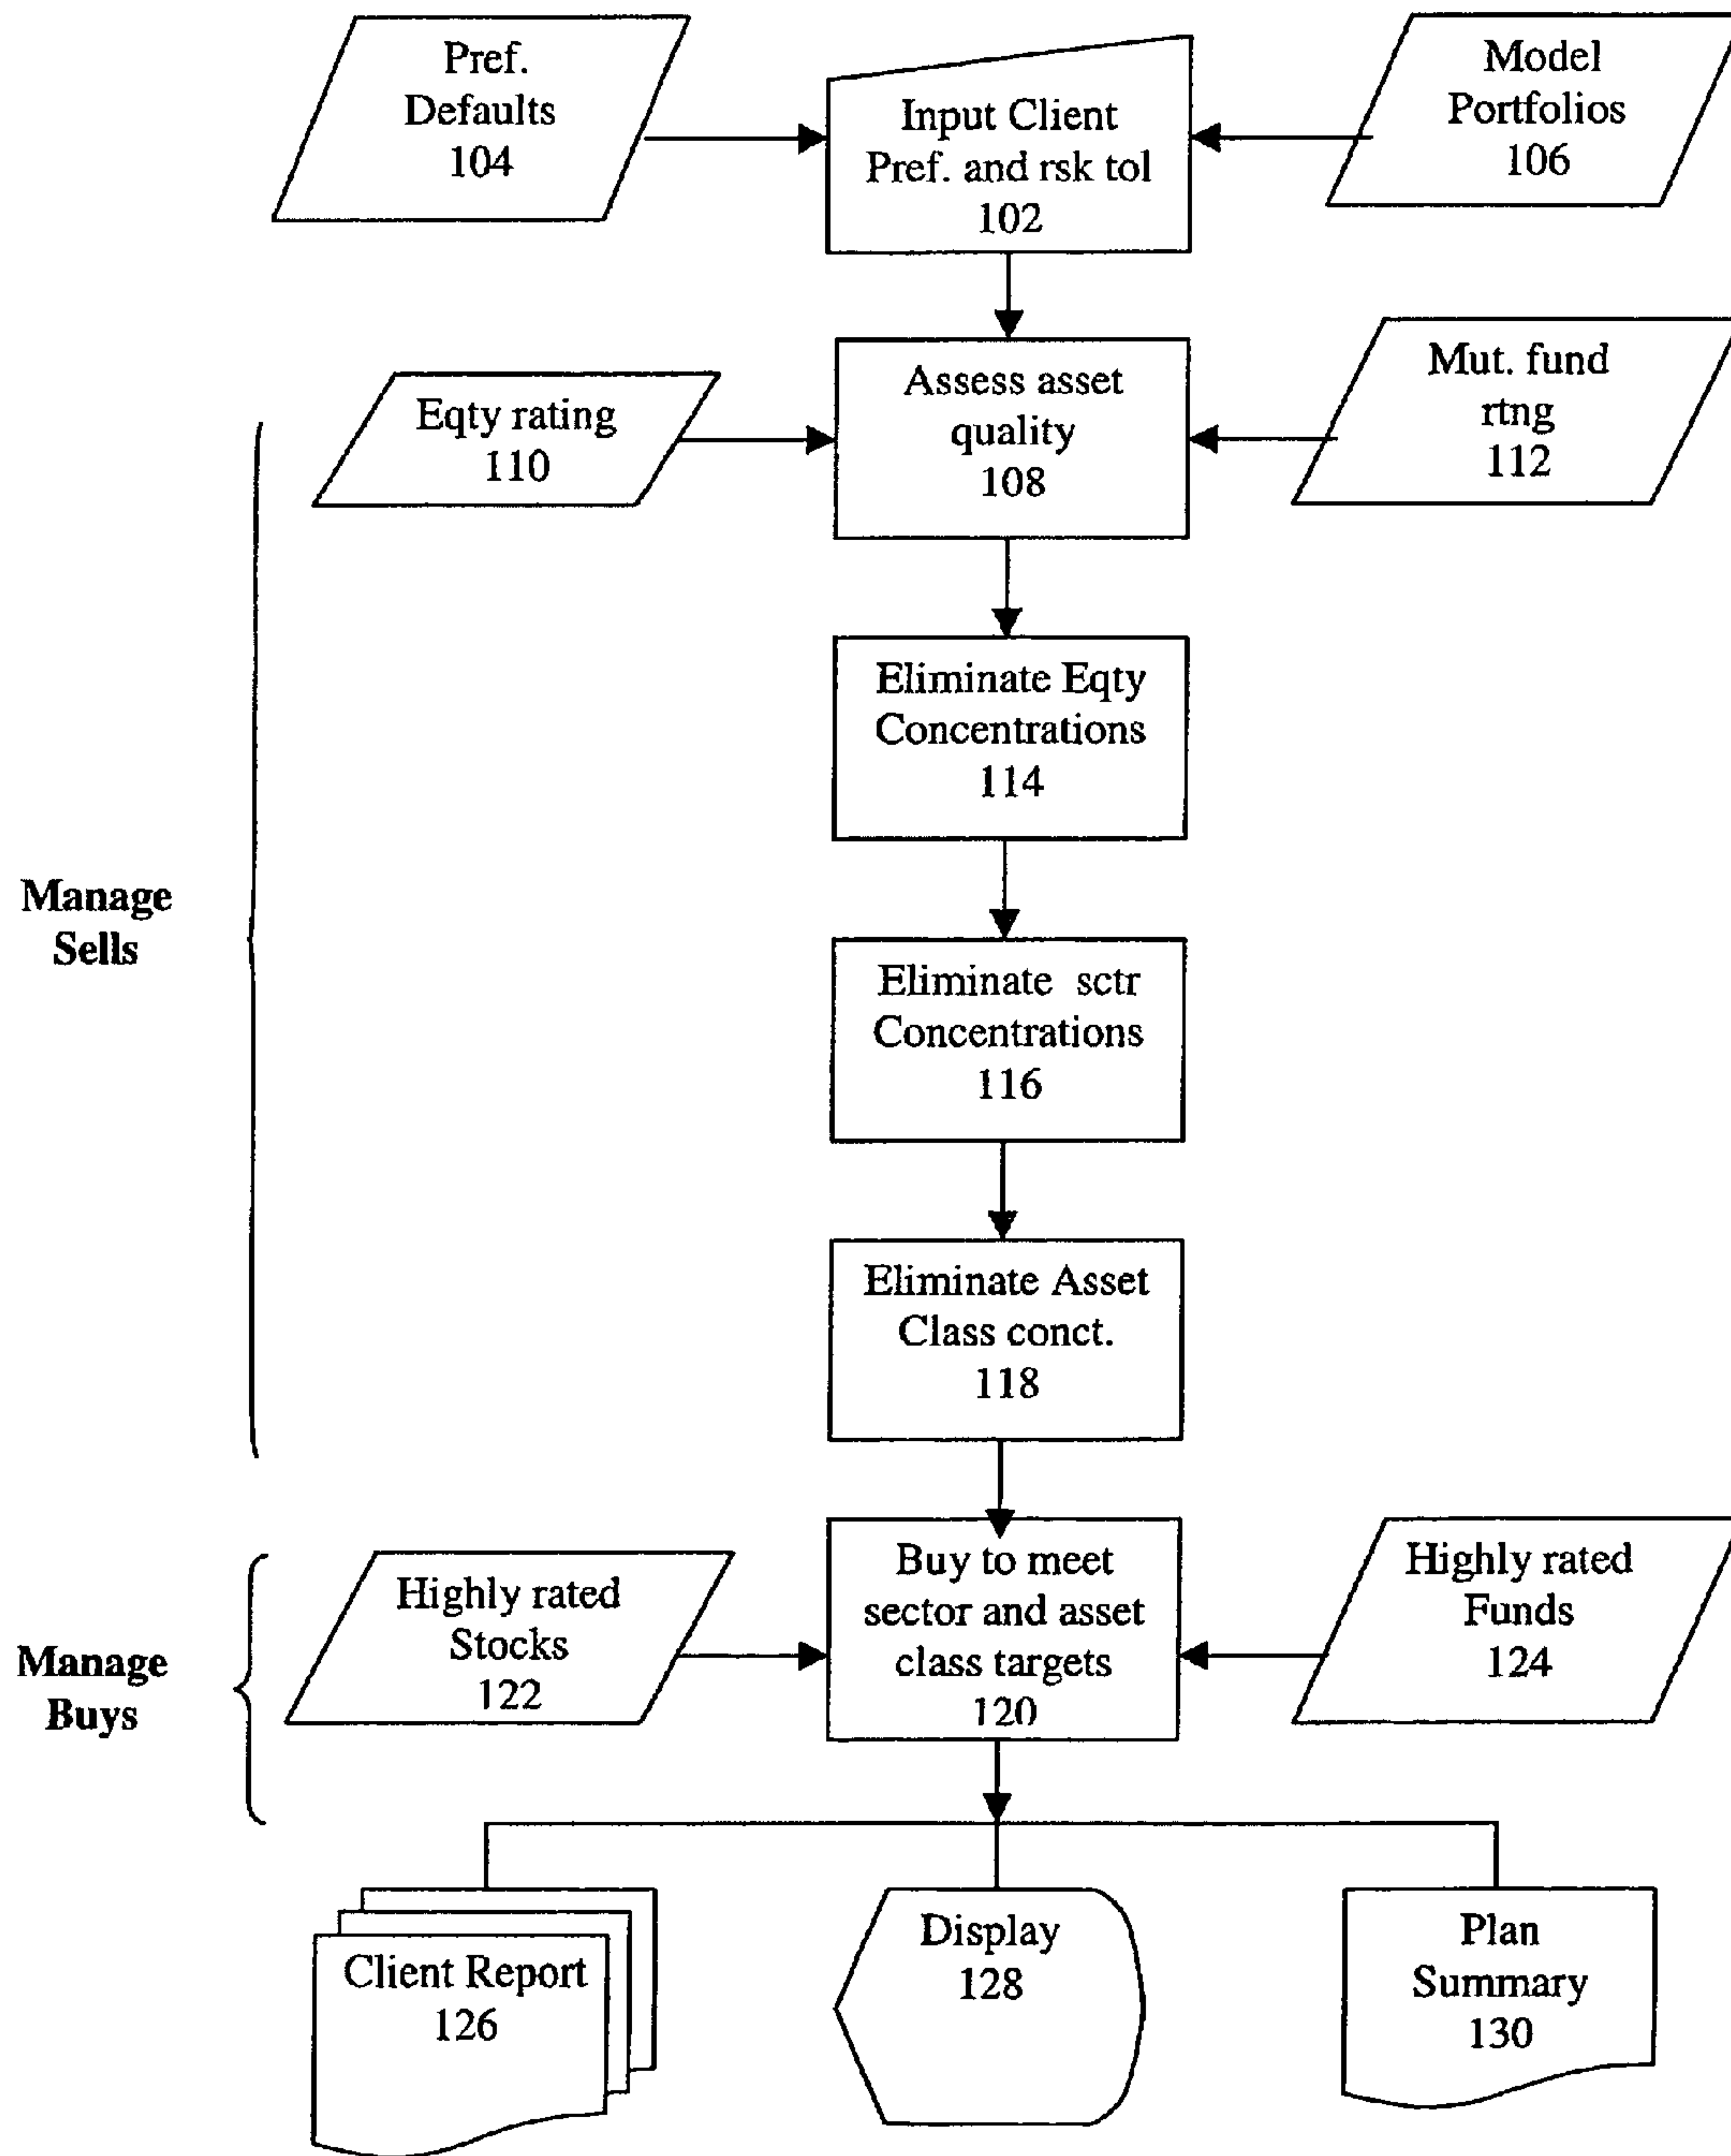 Pref.
Defaults
104
Input Client
Pref. and rsk tol
102
Model
Portfolios
106
Eqty rating
110
Assess asset
quality
108
Mut. fund
rtng
112
Eliminate Eqty
Concentrations
114
Manage
Sells
Eliminate sctr
Concentrations
116
Eliminate Asset
Class conct.
118
Manage
Buys
Highly rated
Stocks
122
Buy to meet
sector and asset
class targets
120
Highly rated
Funds
124
Client Report
126
Display
128
Plan
Summary
130